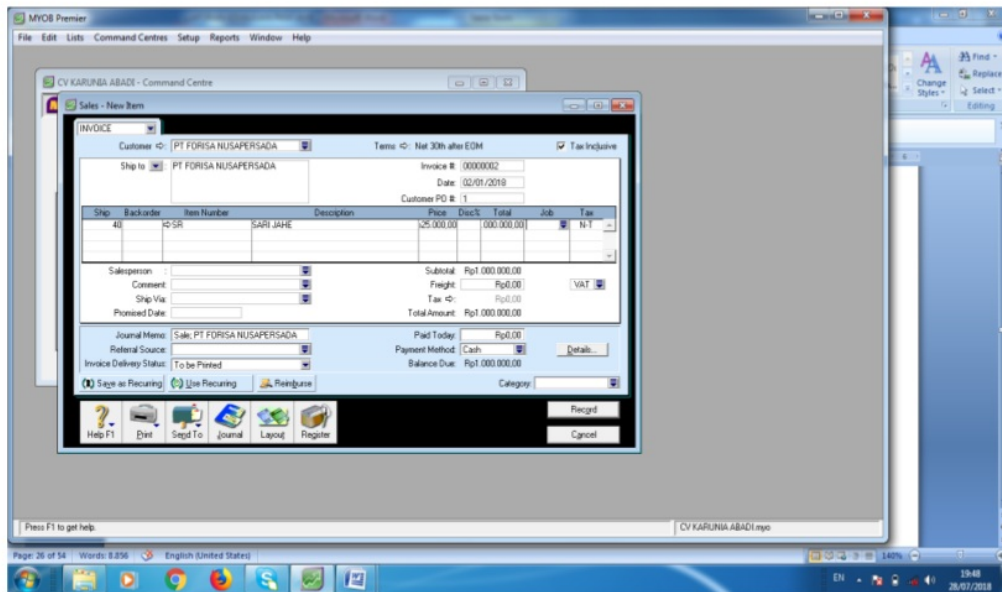 MYOB Premier
File Edit Lists Command Centres Setup Reports Window Help
CV KARUNIA ABADI - Command Centre
Sales - New Item
INVOICE
Customer PT FORISA NUSAPERSADA Terms Net 30th after EOM Tax Inclusive
Ship to PT FORISA NUSAPERSADA Invoice #: 00000002
Date: 02/01/2018
Customer PO #: 1
Ship Backorder Item Number Description Price Disc% Total Job Tax
40 SR SARI JAHE 25.000,00 .000.000,00 N-T
Salesperson : Subtotal: Rp1.000.000,00
Comment: Freight: Rp0,00 VAT
Ship Via: Tax Rp0,00
Promised Date: Total Amount: Rp1.000.000,00
Journal Memo: Sale; PT FORISA NUSAPERSADA Paid Today: Rp0,00
Referral Source: Payment Method: Cash Details...
Invoice Delivery Status: To be Printed Balance Due: Rp1.000.000,00
Save as Recurring Use Recurring Reimburse Category:
Record
Help F1 Print Send To Journal Layout Register
Cancel
Press F1 to get help. CV KARUNIA ABADI.myo
Find
Replace
Change Styles Select
Editing
Page: 26 of 54 Words: 8.856 English (United States) 140%
EN 19:48
28/07/2018